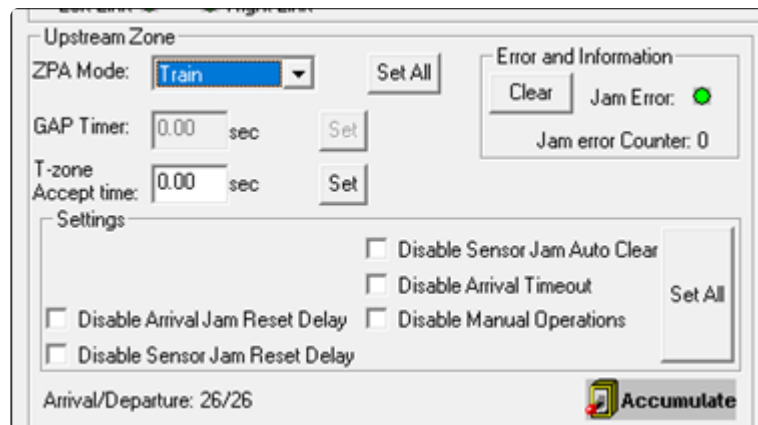 Upstream Zone
ZPA Mode: Train Set All
Error and Information
Clear Jam Error:
GAP Timer: 0.00 sec Set
Jam error Counter: 0
T-zone
Accept time: 0.00 sec Set
Settings
Disable Sensor Jam Auto Clear
Disable Arrival Timeout
Set All
Disable Arrival Jam Reset Delay Disable Manual Operations
Disable Sensor Jam Reset Delay
Arrival/Departure: 26/26 Accumulate